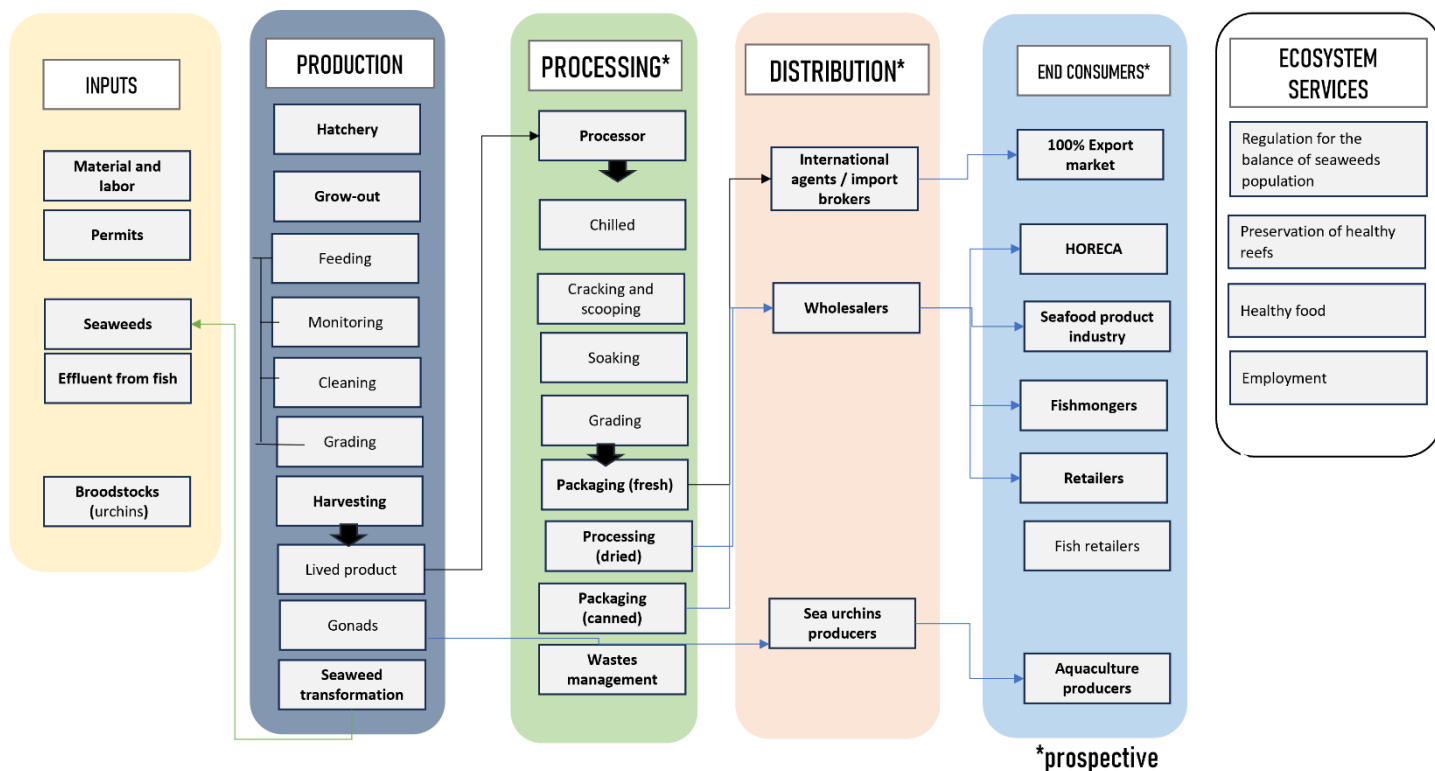 INPUTS
Material and
labor
Permits
Seaweeds
Effluent from fish
Broodstocks
(urchins)
PRODUCTION
Hatchery
Grow-out
Feeding
Monitoring
Cleaning
Grading
Harvesting
Lived product
Gonads
Seaweed
transformation
PROCESSING*
Processor
Chilled
Cracking and
scooping
Soaking
Grading
Packaging (fresh)
Processing
(dried)
Packaging
(canned)
Wastes
management
DISTRIBUTION*
International
agents / import
brokers
Wholesalers
Sea urchins
producers
END CONSUMERS*
100% Export
market
HORECA
Seafood product
industry
Fishmongers
Retailers
Fish retailers
Aquaculture
producers
*prospective
ECOSYSTEM
SERVICES
Regulation for the
balance of seaweeds
population
Preservation of healthy
reefs
Healthy food
Employment